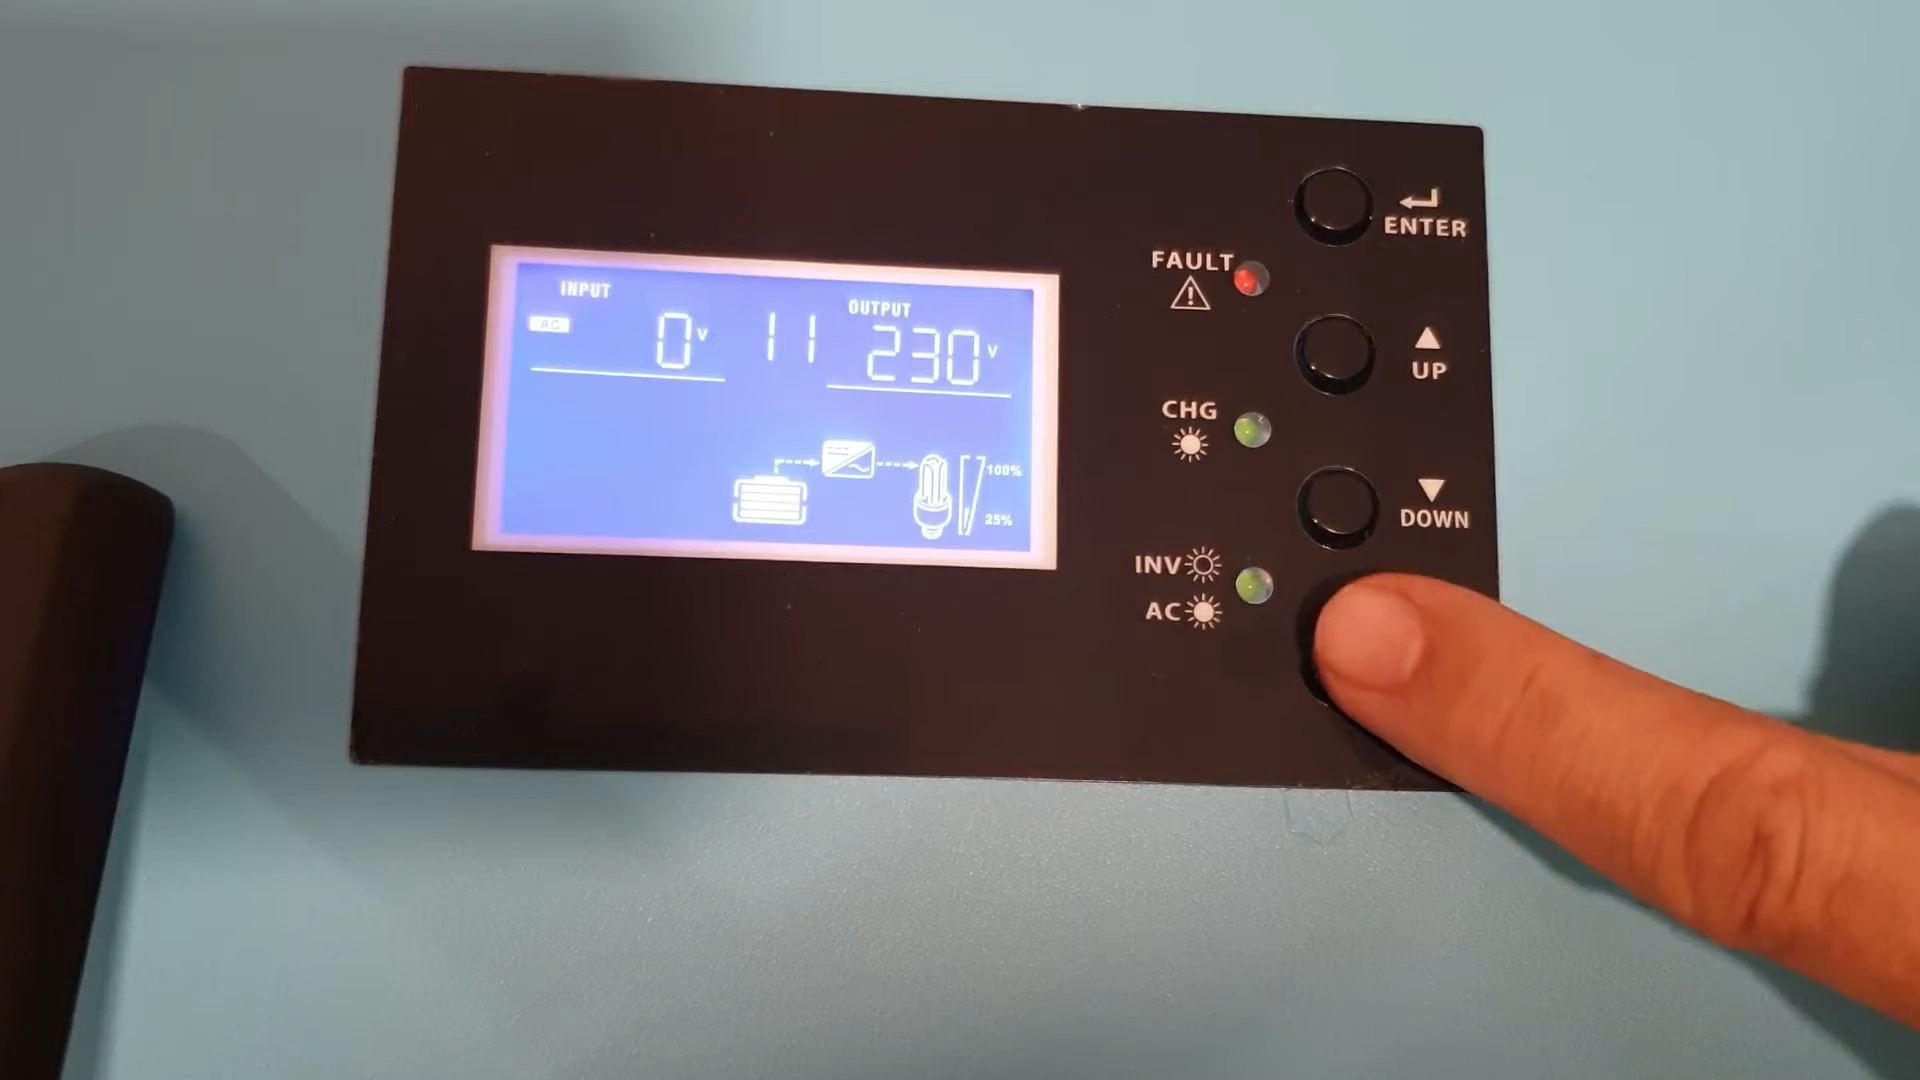 INPUT
AC
0V
11
OUTPUT
230V
100%
25%
ENTER
FAULT
!
UP
CHG
DOWN
INV
AC